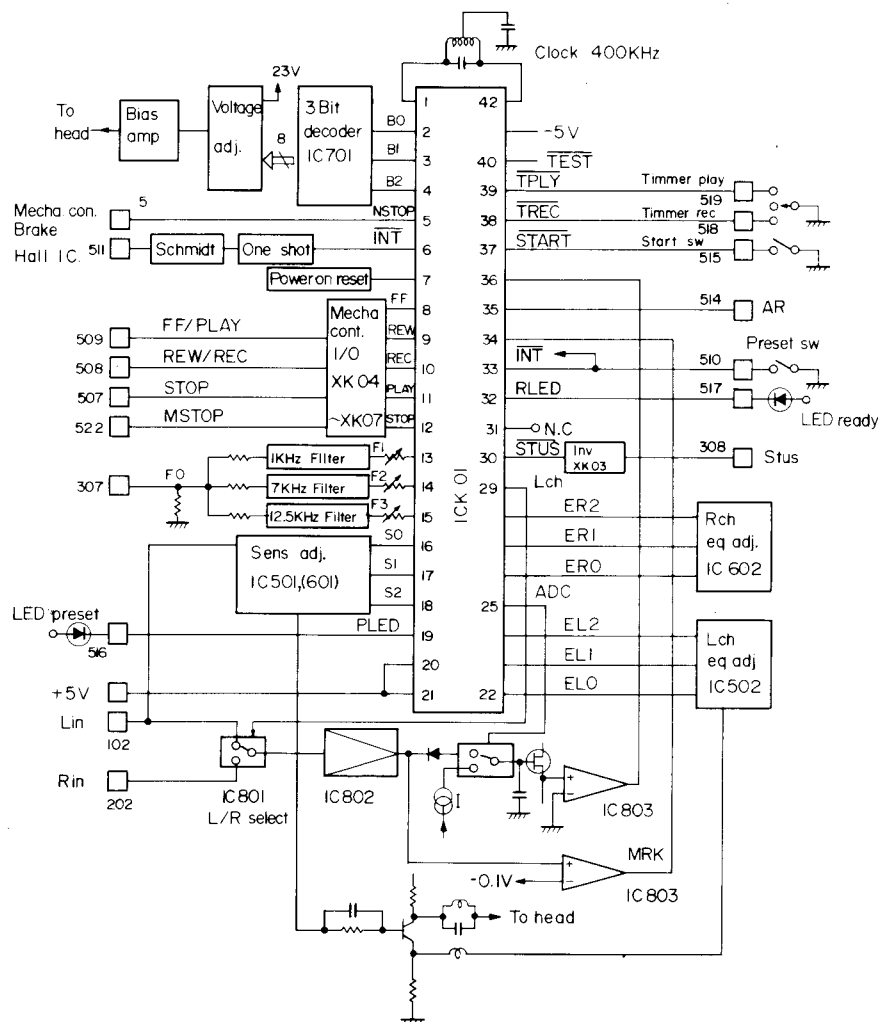 Clock 400KHz
23V
To
head
Bias
amp
Voltage
adj.
8
3 Bit
decoder
IC701
B0
B1
B2
1
2
3
4
5
6
7
8
9
10
11
12
13
14
15
16
17
18
19
20
21
ICK 01
42
41
40
39
38
37
36
35
34
33
32
31
30
29
25
22
-5V
TEST
TPLY
Timmer play
519
TREC
Timmer rec
518
START
Start sw
515
514
AR
INT
510
Preset sw
RLED
517
LED ready
N.C
STUS
Inv
XK03
308
Stus
Lch
ER2
ER1
ER0
Rch
eq adj.
IC 602
ADC
EL2
EL1
EL0
Lch
eq adj
IC502
Mecha. con.
Brake
5
NSTOP
Hall I.C.
511
Schmidt
One shot
INT
Power on reset
FF
REW
REC
PLAY
STOP
Mecha
cont.
I/O
XK04
~XK07
509
FF/PLAY
508
REW/REC
507
STOP
522
MSTOP
307
F0
1KHz Filter
F1
7KHz Filter
F2
12.5KHz Filter
F3
Sens adj.
IC501,(601)
S0
S1
S2
LED preset
516
PLED
+5V
Lin
102
Rin
202
IC801
L/R select
IC802
I
+
−
IC803
MRK
-0.1V
+
−
IC803
To head